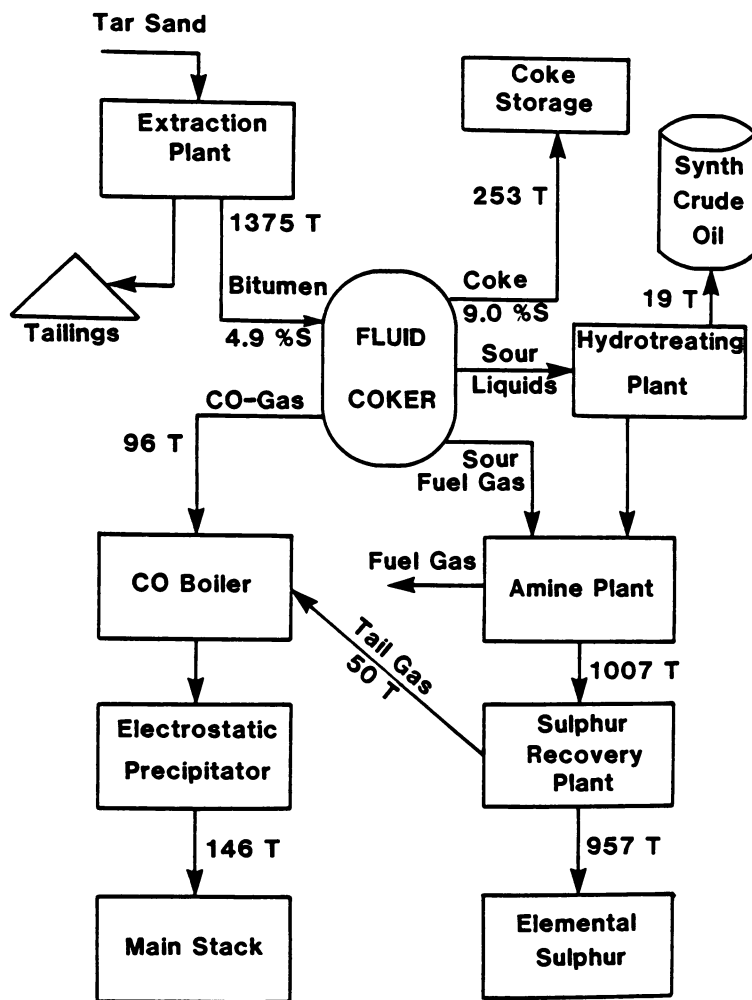 Tar Sand
Extraction
Plant
Coke
Storage
Synth
Crude
Oil
1375 T
253 T
19 T
Tailings
Bitumen
4.9 %S
FLUID
COKER
Coke
9.0 %S
Sour
Liquids
Hydrotreating
Plant
CO-Gas
96 T
Sour
Fuel Gas
CO Boiler
Fuel Gas
Amine Plant
Tail Gas
50 T
1007 T
Electrostatic
Precipitator
Sulphur
Recovery
Plant
146 T
957 T
Main Stack
Elemental
Sulphur